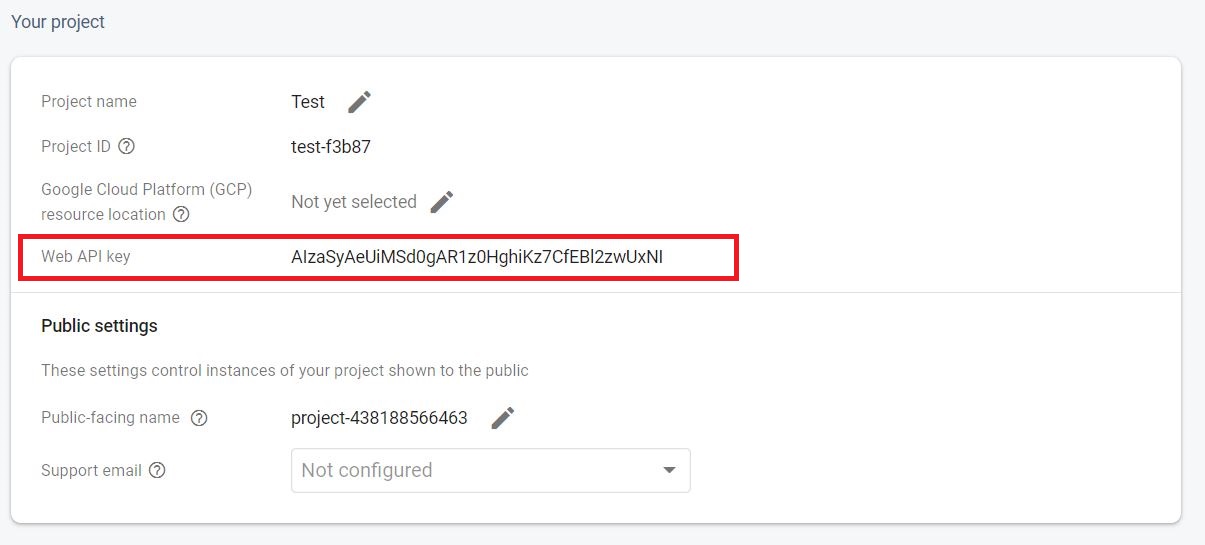 Your project
Project name Test
Project ID test-f3b87
Google Cloud Platform (GCP)
resource location Not yet selected
Web API key AIzaSyAeUiMSd0gAR1z0HghiKz7CfEBl2zwUxNI
Public settings
These settings control instances of your project shown to the public
Public-facing name project-438188566463
Support email Not configured